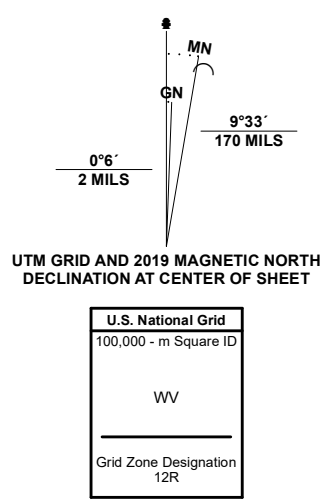 MN
GN
9°33´
170 MILS
0°6´
2 MILS
UTM GRID AND 2019 MAGNETIC NORTH
DECLINATION AT CENTER OF SHEET
U.S. National Grid
100,000 - m Square ID
WV
Grid Zone Designation
12R